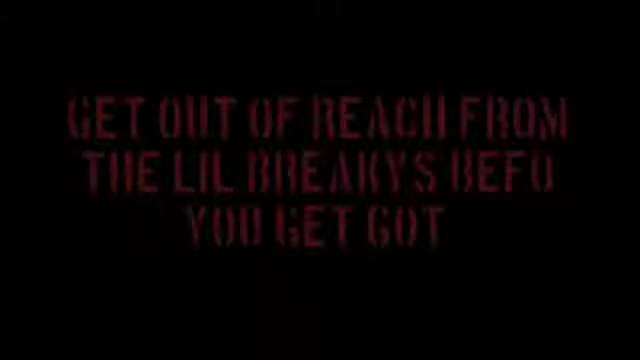 GET OUT OF REACH FROM
THE LIL BREAKYS BEFO
YOU GET GOT